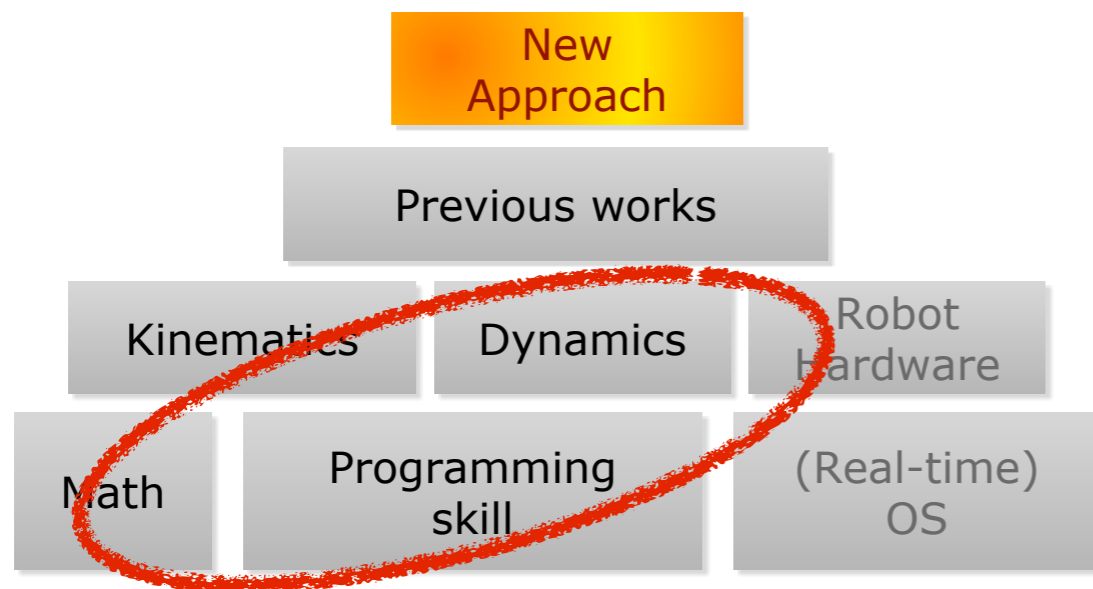 New
Approach
Previous works
Kinematics
Dynamics
Robot
Hardware
Math
Programming
skill
(Real-time)
OS